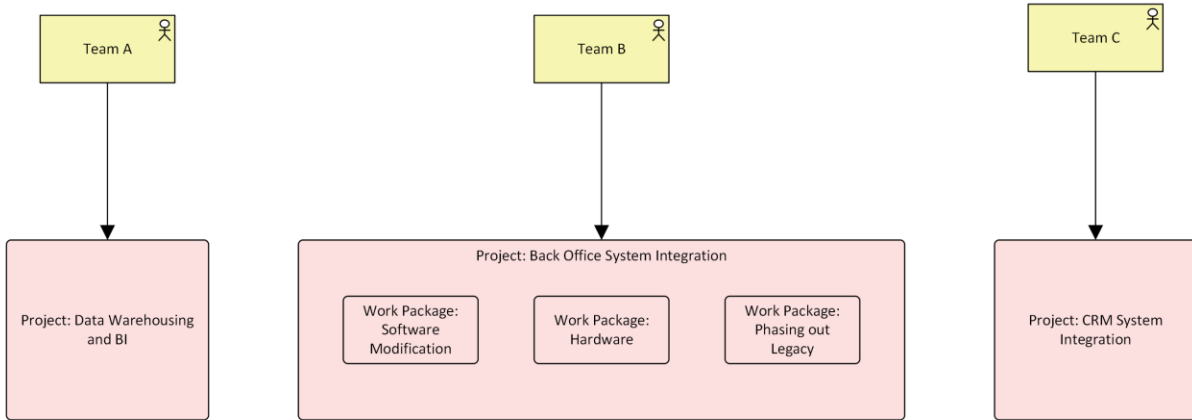 Team A
Team B
Team C
Project: Data Warehousing
and BI
Project: Back Office System Integration
Work Package:
Software
Modification
Work Package:
Hardware
Work Package:
Phasing out
Legacy
Project: CRM System
Integration